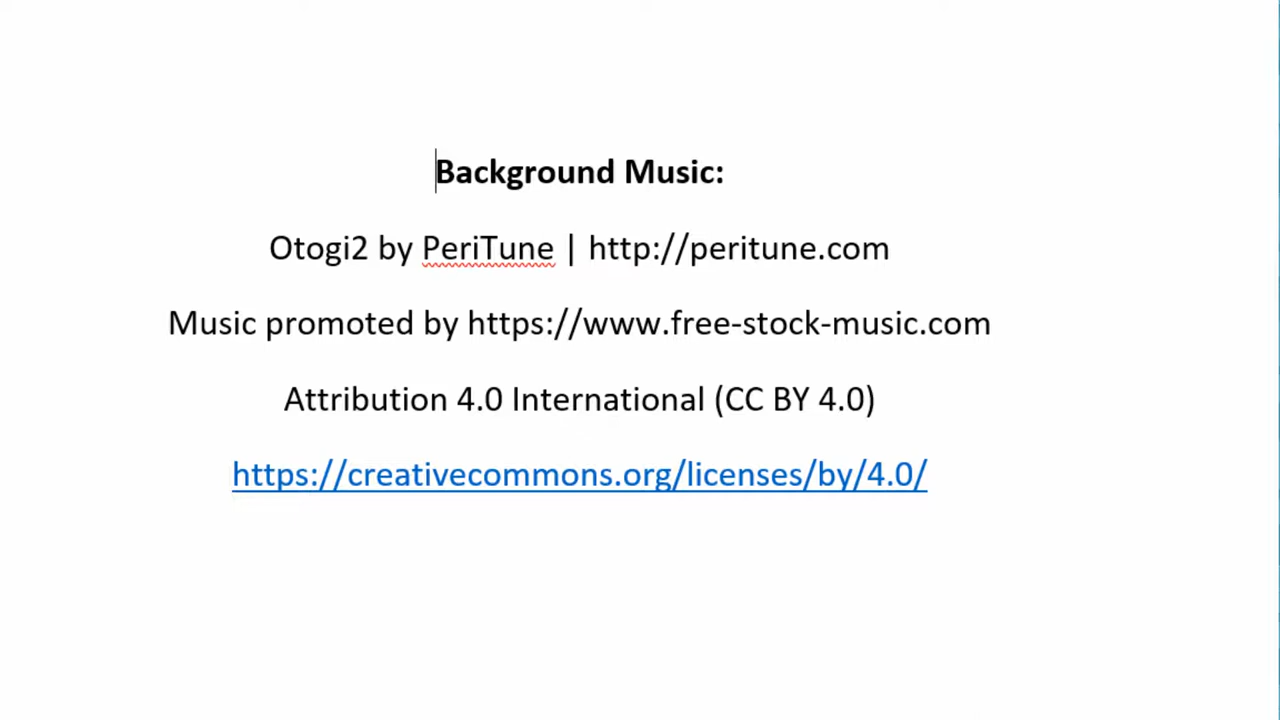 Background Music:
Otogi2 by PeriTune | http://peritune.com
Music promoted by https://www.free-stock-music.com
Attribution 4.0 International (CC BY 4.0)
https://creativecommons.org/licenses/by/4.0/